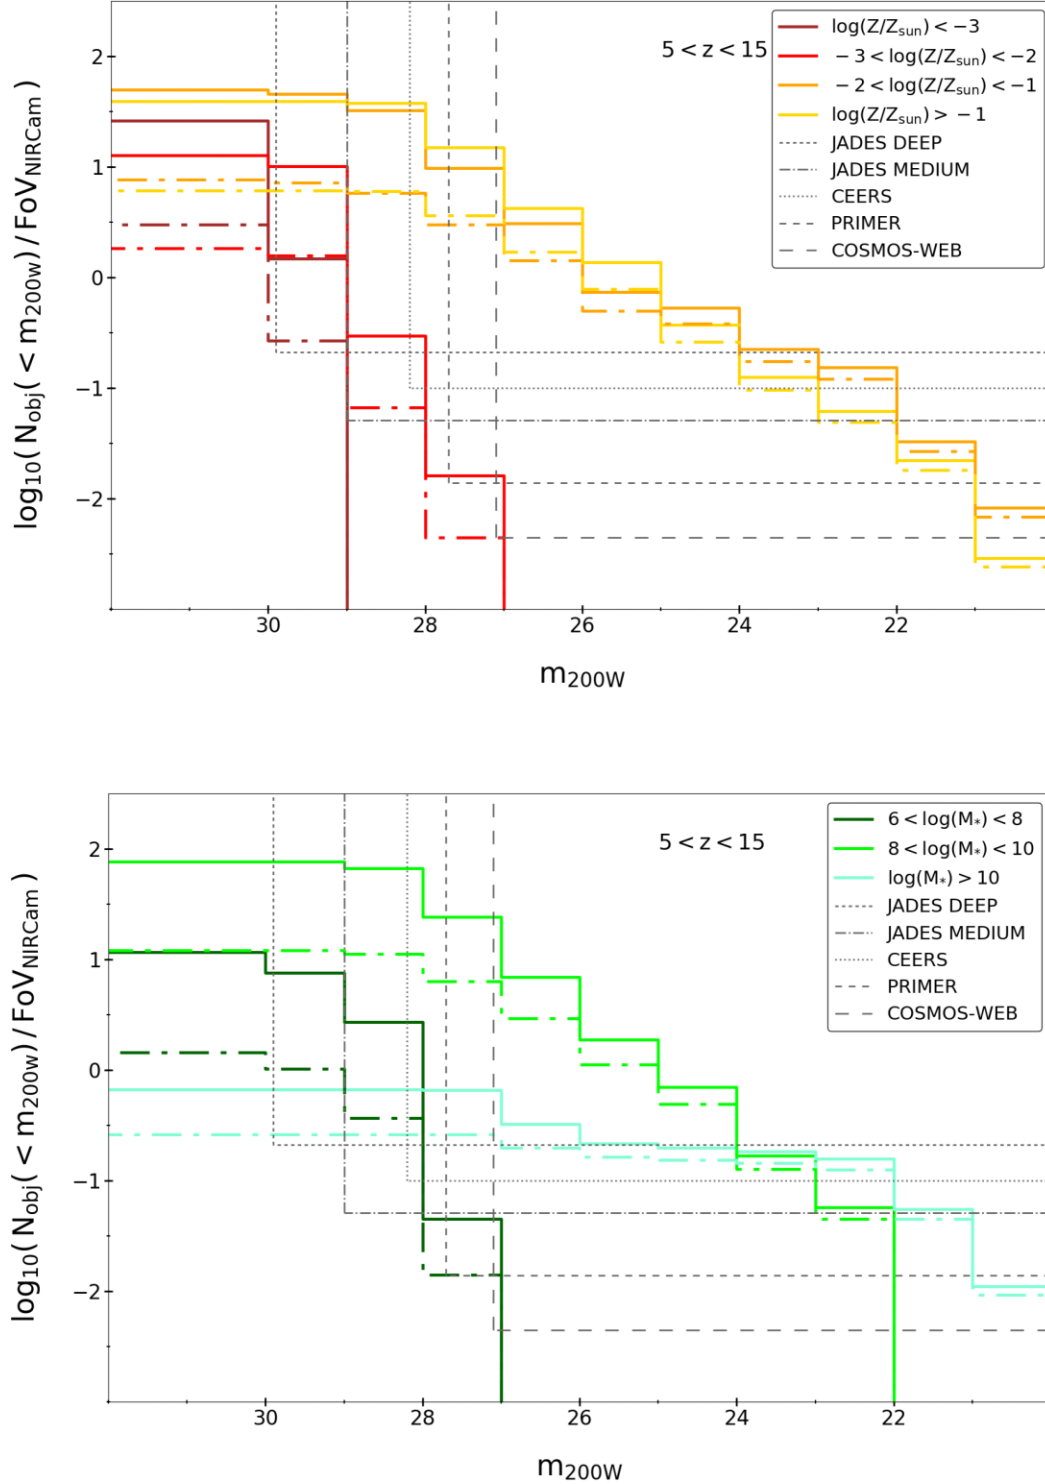 5 < z < 15
log(Z/Zsun) < −3
−3 < log(Z/Zsun) < −2
−2 < log(Z/Zsun) < −1
log(Z/Zsun) > −1
JADES DEEP
JADES MEDIUM
CEERS
PRIMER
COSMOS-WEB
log10( Nobj( < m200W) / FoVNIRCam )
2
1
0
−1
−2
30
28
26
24
22
m200W
5 < z < 15
6 < log(M*) < 8
8 < log(M*) < 10
log(M*) > 10
JADES DEEP
JADES MEDIUM
CEERS
PRIMER
COSMOS-WEB
log10( Nobj( < m200W) / FoVNIRCam )
2
1
0
−1
−2
30
28
26
24
22
m200W